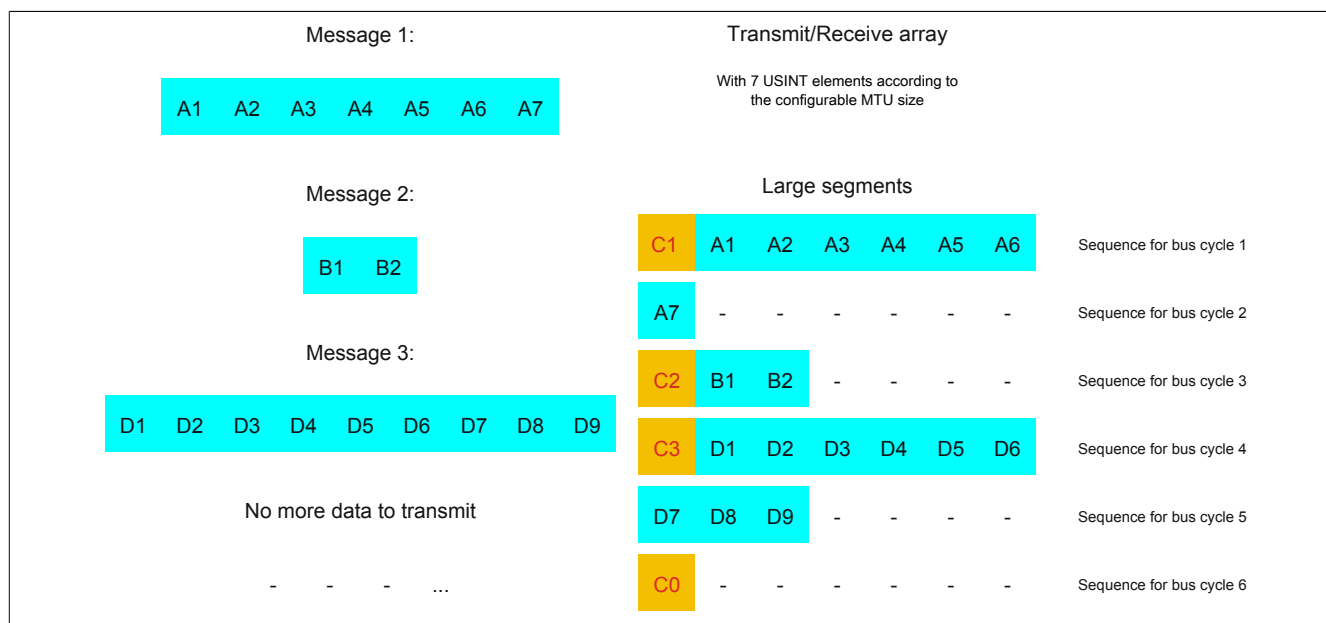 Message 1:
A1 A2 A3 A4 A5 A6 A7
Message 2:
B1 B2
Message 3:
D1 D2 D3 D4 D5 D6 D7 D8 D9
No more data to transmit
- - - ...
Transmit/Receive array
With 7 USINT elements according to
the configurable MTU size
Large segments
C1 A1 A2 A3 A4 A5 A6 Sequence for bus cycle 1
A7 - - - - - - Sequence for bus cycle 2
C2 B1 B2 - - - - Sequence for bus cycle 3
C3 D1 D2 D3 D4 D5 D6 Sequence for bus cycle 4
D7 D8 D9 - - - - Sequence for bus cycle 5
C0 - - - - - - Sequence for bus cycle 6